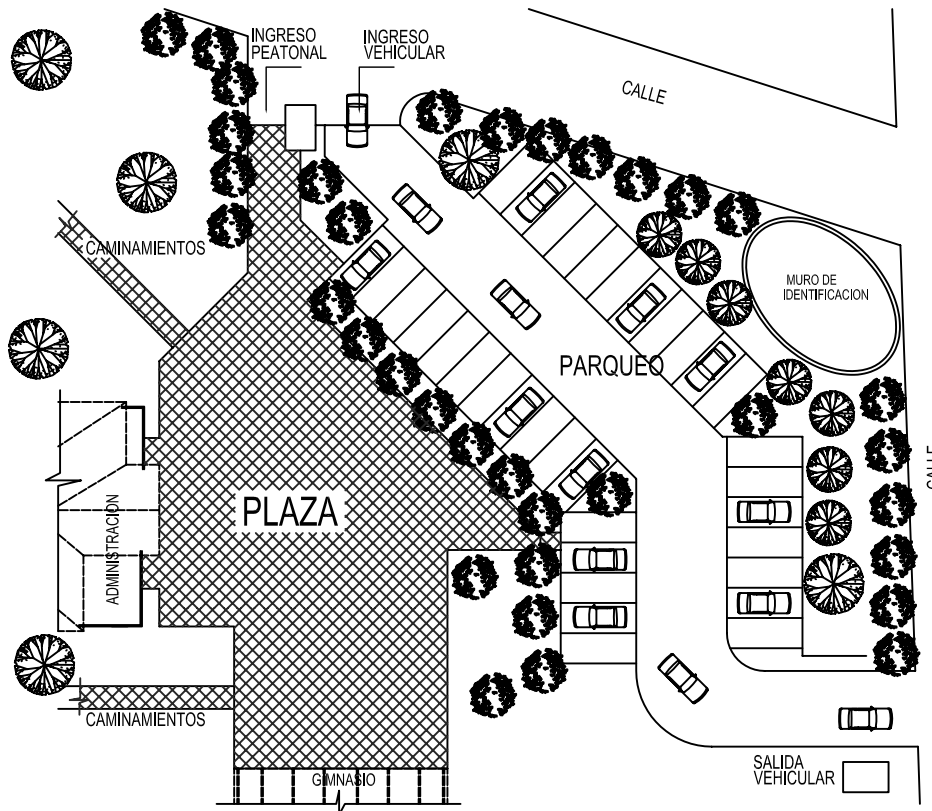 INGRESO
PEATONAL
INGRESO
VEHICULAR
CALLE
CAMINAMIENTOS
MURO DE
IDENTIFICACION
PARQUEO
CALLE
PLAZA
ADMINISTRACION
CAMINAMIENTOS
GIMNASIO
SALIDA
VEHICULAR